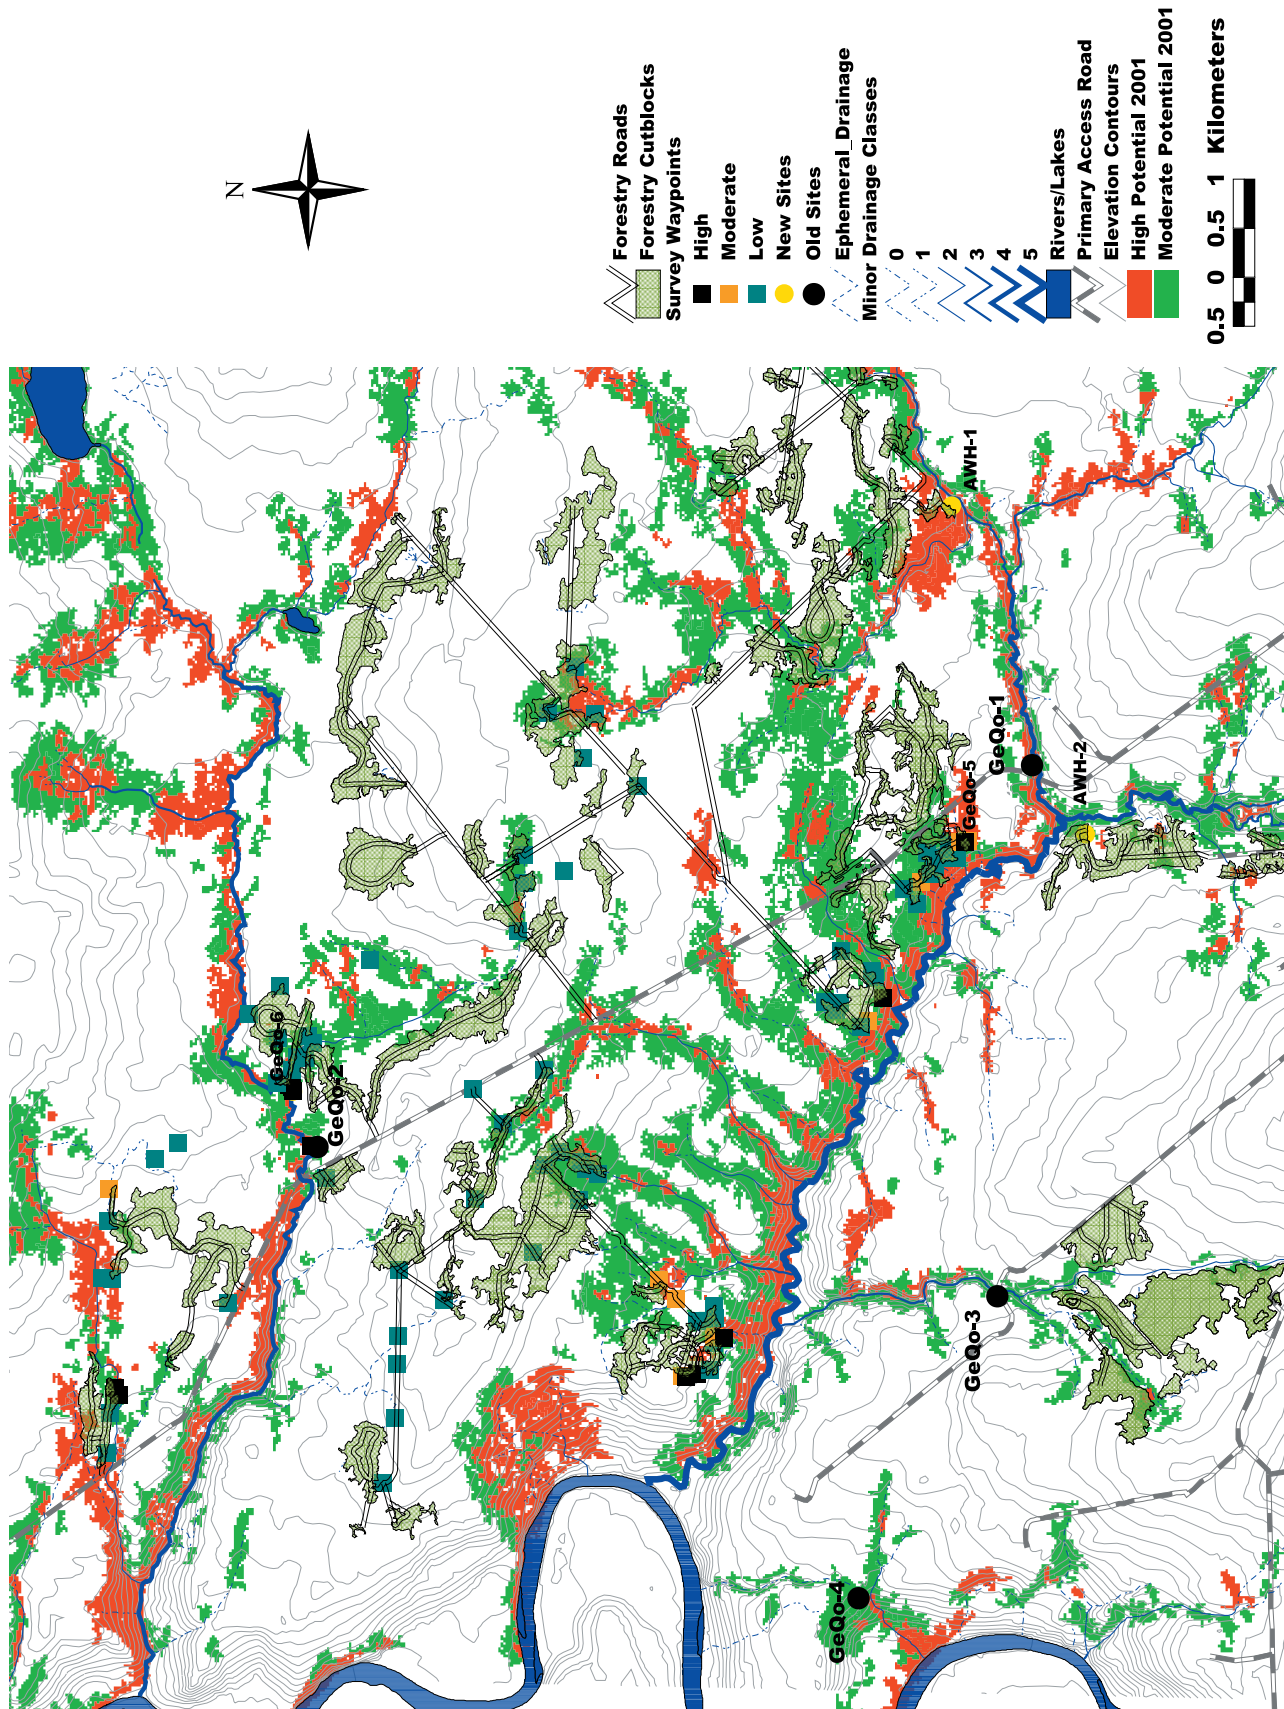 N
Forestry Roads
Forestry Cutblocks
Survey Waypoints
High
Moderate
Low
New Sites
Old Sites
Ephemeral_Drainage
Minor Drainage Classes
0
1
2
3
4
5
Rivers/Lakes
Primary Access Road
Elevation Contours
High Potential 2001
Moderate Potential 2001
0.5 0 0.5 1 Kilometers
GeQo-6
GeQo-2
AWH-1
GeQo-1
GeQo-5
AWH-2
GeQo-3
GeQo-4